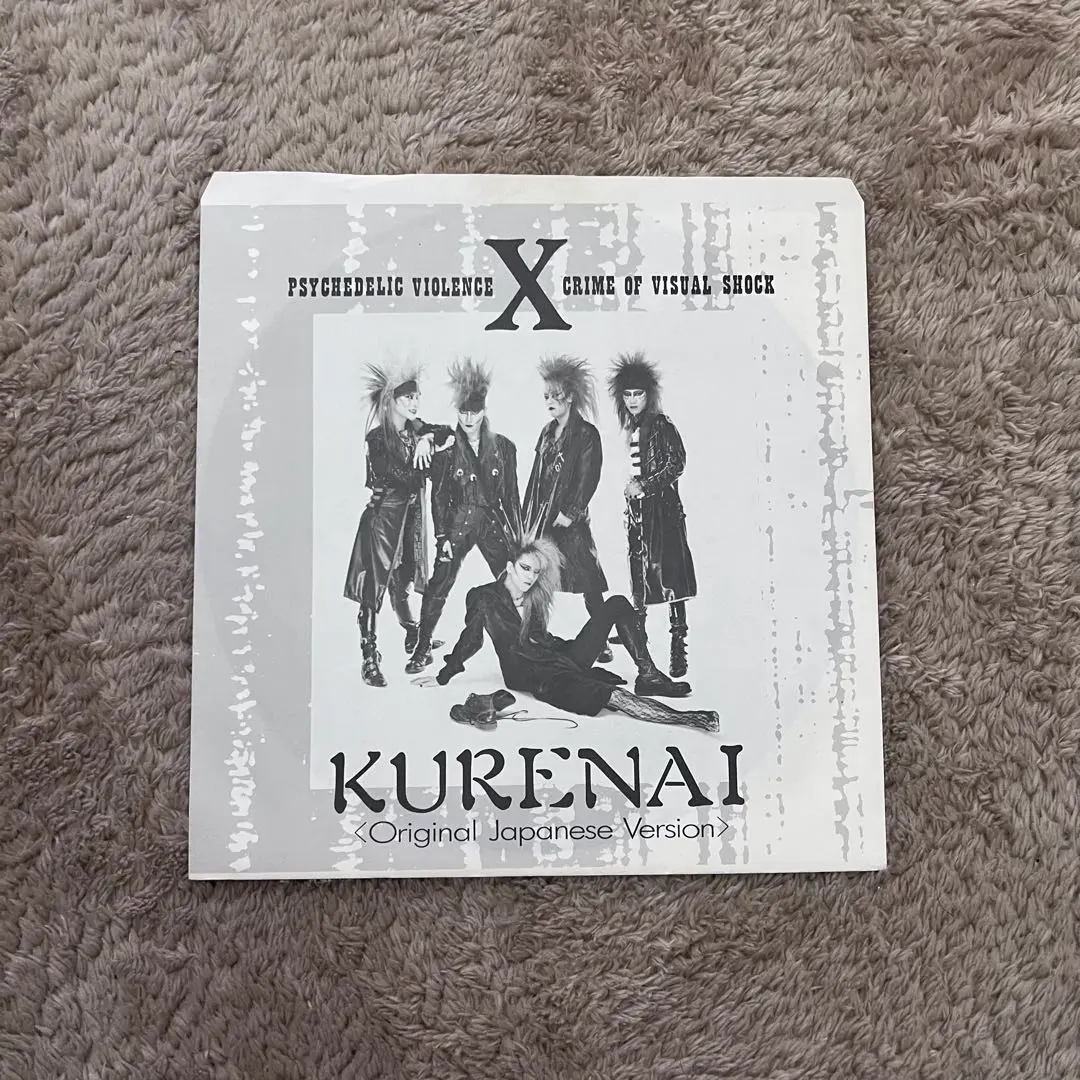 X
PSYCHEDELIC VIOLENCE CRIME OF VISUAL SHOCK
KURENAI
<Original Japanese Version>